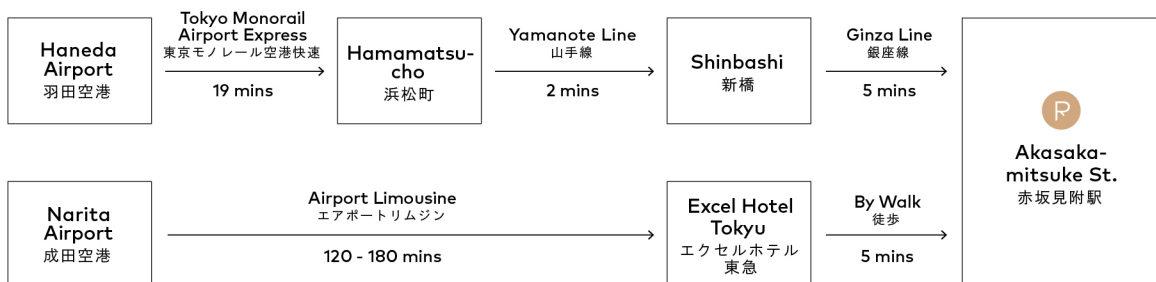 Haneda
Airport
羽田空港
Tokyo Monorail
Airport Express
東京モノレール空港快速
19 mins
Hamamatsu-
cho
浜松町
Yamanote Line
山手線
2 mins
Shinbashi
新橋
Ginza Line
銀座線
5 mins
Akasaka-
mitsuke St.
赤坂見附駅
Narita
Airport
成田空港
Airport Limousine
エアポートリムジン
120 - 180 mins
Excel Hotel
Tokyu
エクセルホテル
東急
By Walk
徒歩
5 mins